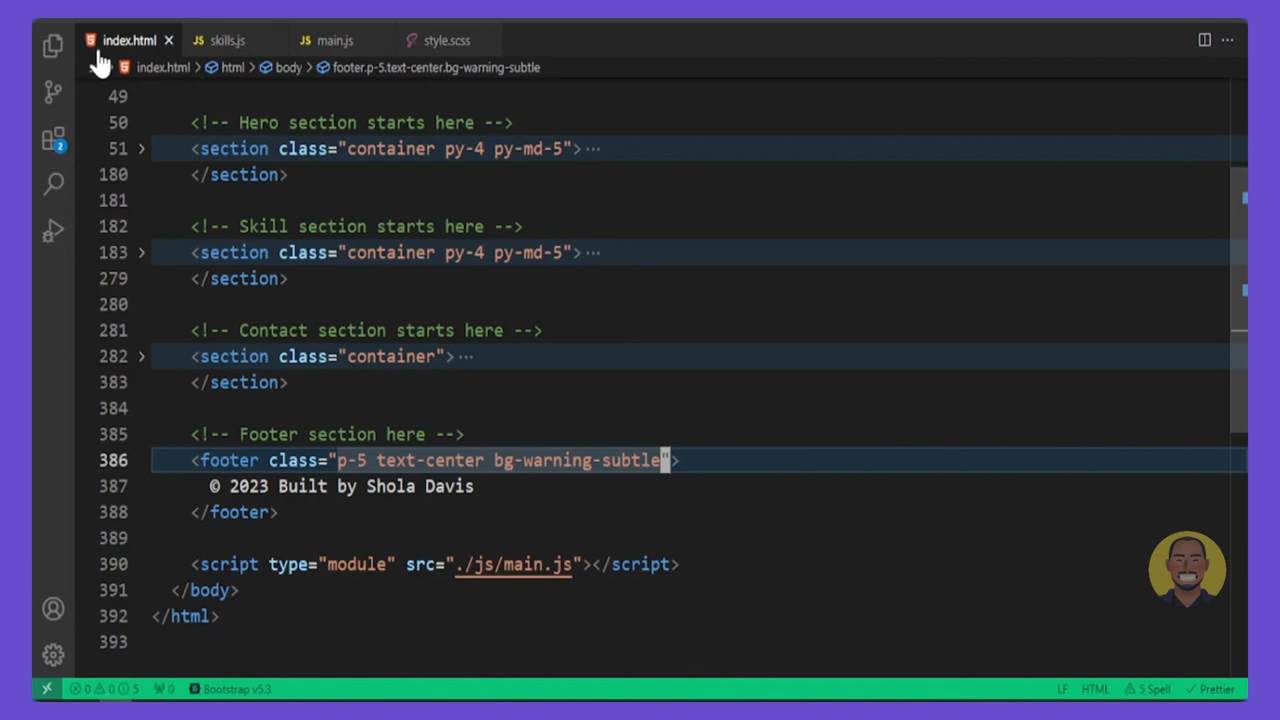 index.html
JS skills.js
JS main.js
style.scss
index.html > html > body > footer.p-5.text-center.bg-warning-subtle
49
50 <!-- Hero section starts here -->
51 > <section class="container py-4 py-md-5"> ···
180 </section>
181
182 <!-- Skill section starts here -->
183 > <section class="container py-4 py-md-5"> ···
279 </section>
280
281 <!-- Contact section starts here -->
282 > <section class="container"> ···
383 </section>
384
385 <!-- Footer section here -->
386 <footer class="p-5 text-center bg-warning-subtle">
387 © 2023 Built by Shola Davis
388 </footer>
389
390 <script type="module" src="./js/main.js"></script>
391 </body>
392 </html>
393
2
0 0 5 0 Bootstrap v5.3 LF HTML 5 Spell Prettier